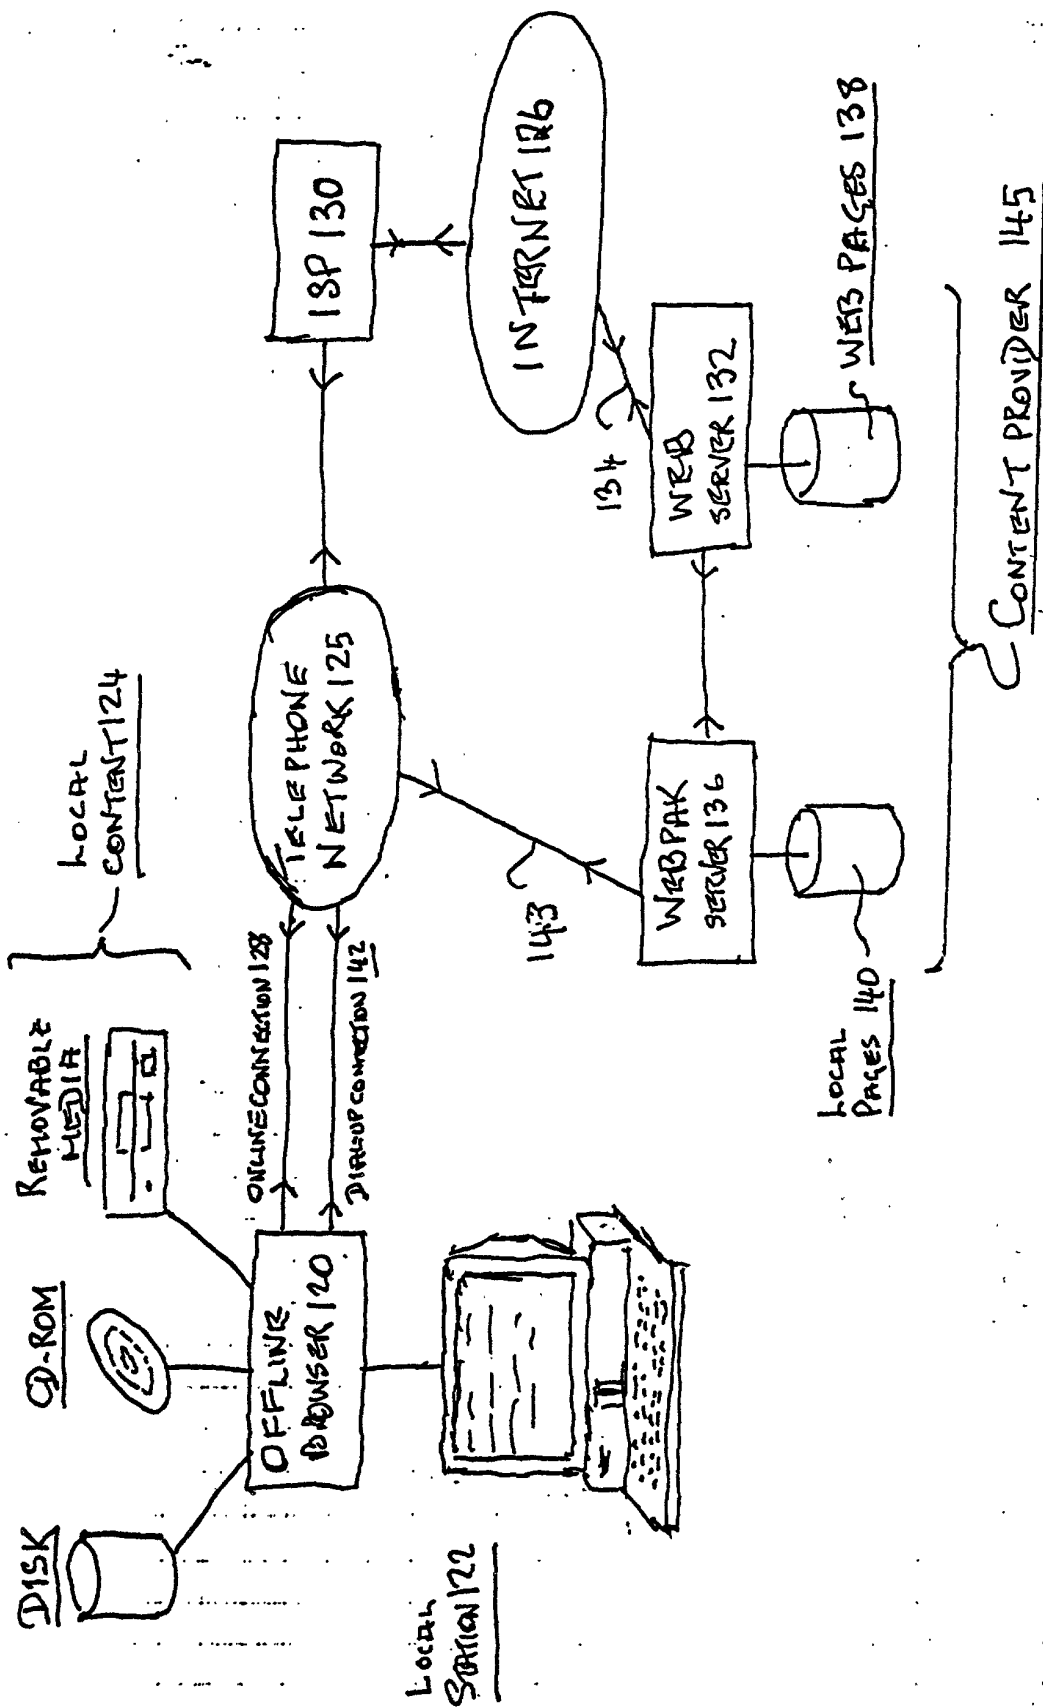 DISK
CD-ROM
REMOVABLE
MEDIA
LOCAL
CONTENT 124
OFFLINE
BROWSER 120
ONLINE CONNECTION 128
DIALUP CONNECTION 142
TELEPHONE
NETWORK 125
ISP 130
LOCAL
STATION 122
143
134
INTERNET 126
WEBPAK
SERVER 136
WEB
SERVER 132
LOCAL
PAGES 140
WEB PAGES 138
CONTENT PROVIDER 145